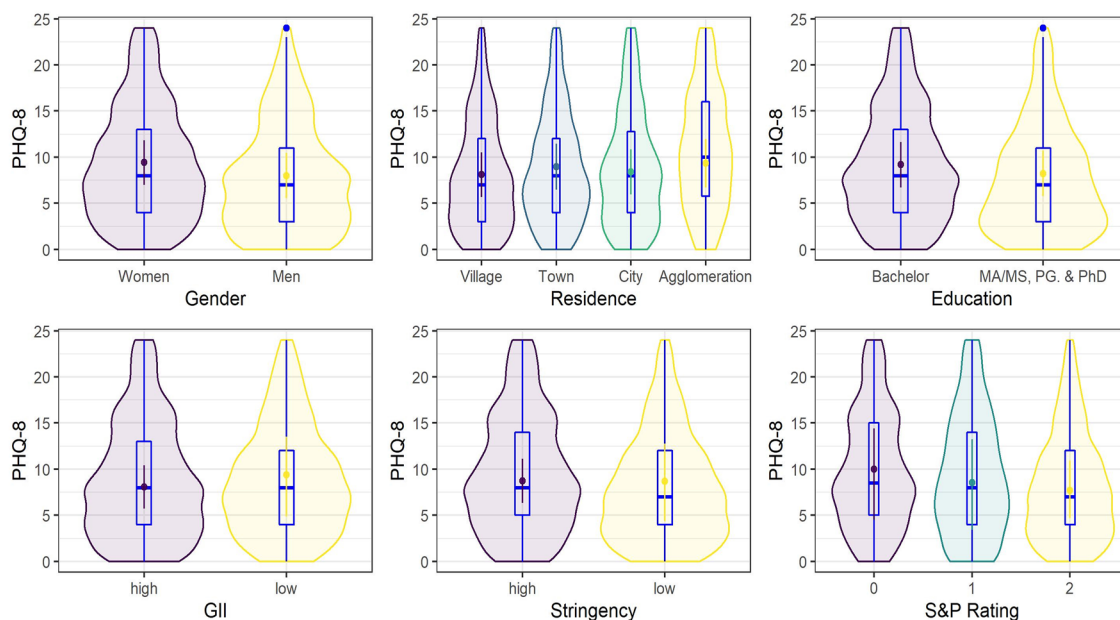 25
20
15
10
5
0
PHQ-8
Women Men
Gender
25
20
15
10
5
0
PHQ-8
Village Town City Agglomeration
Residence
25
20
15
10
5
0
PHQ-8
Bachelor MA/MS, PG. & PhD
Education
25
20
15
10
5
0
PHQ-8
high low
GII
25
20
15
10
5
0
PHQ-8
high low
Stringency
25
20
15
10
5
0
PHQ-8
0 1 2
S&P Rating